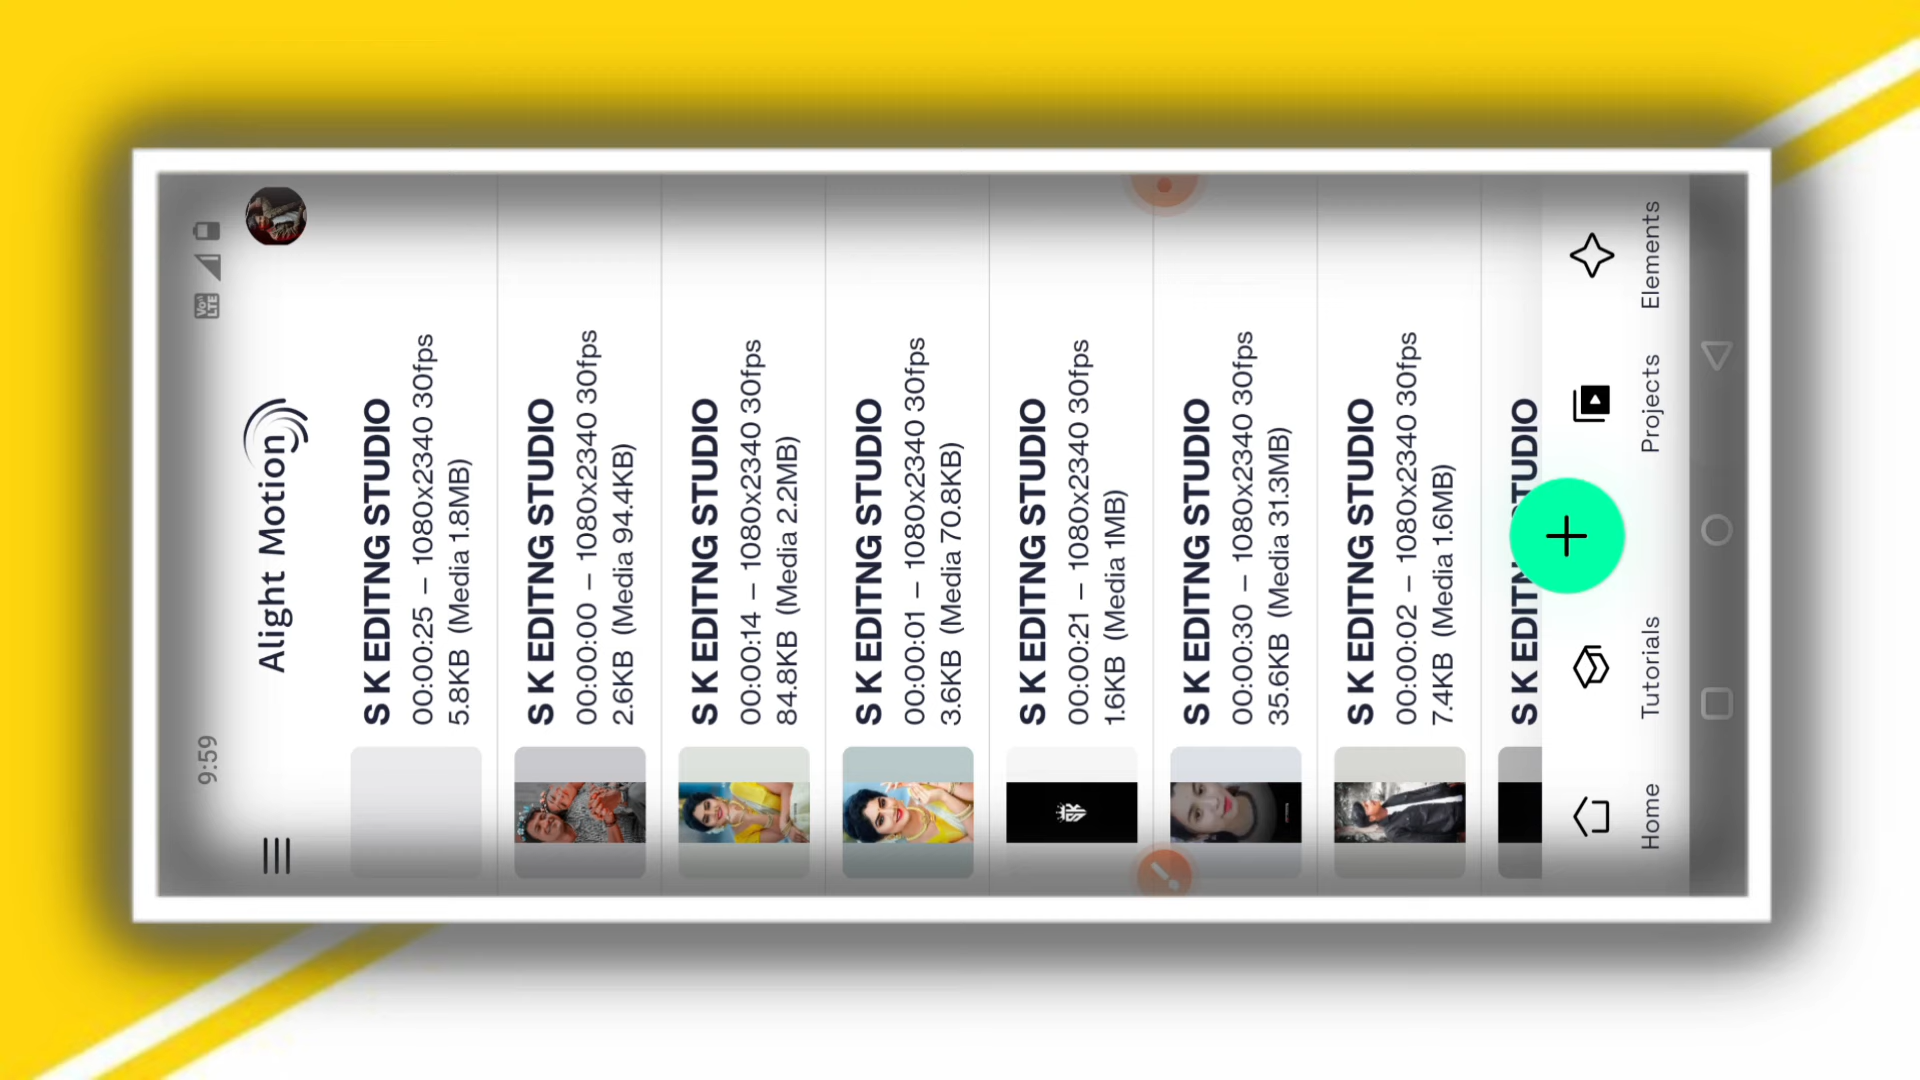 9:59
Vo)) LTE
Alight Motion
S K EDITNG STUDIO
00:00:25 – 1080x2340 30fps
5.8KB (Media 1.8MB)
S K EDITNG STUDIO
00:00:00 – 1080x2340 30fps
2.6KB (Media 94.4KB)
S K EDITNG STUDIO
00:00:14 – 1080x2340 30fps
84.8KB (Media 2.2MB)
S K EDITNG STUDIO
00:00:01 – 1080x2340 30fps
3.6KB (Media 70.8KB)
S K EDITNG STUDIO
00:00:21 – 1080x2340 30fps
1.6KB (Media 1MB)
S K EDITNG STUDIO
00:00:30 – 1080x2340 30fps
35.6KB (Media 31.3MB)
S K EDITNG STUDIO
00:00:02 – 1080x2340 30fps
7.4KB (Media 1.6MB)
S K EDITNG STUDIO
Home
Tutorials
Projects
Elements